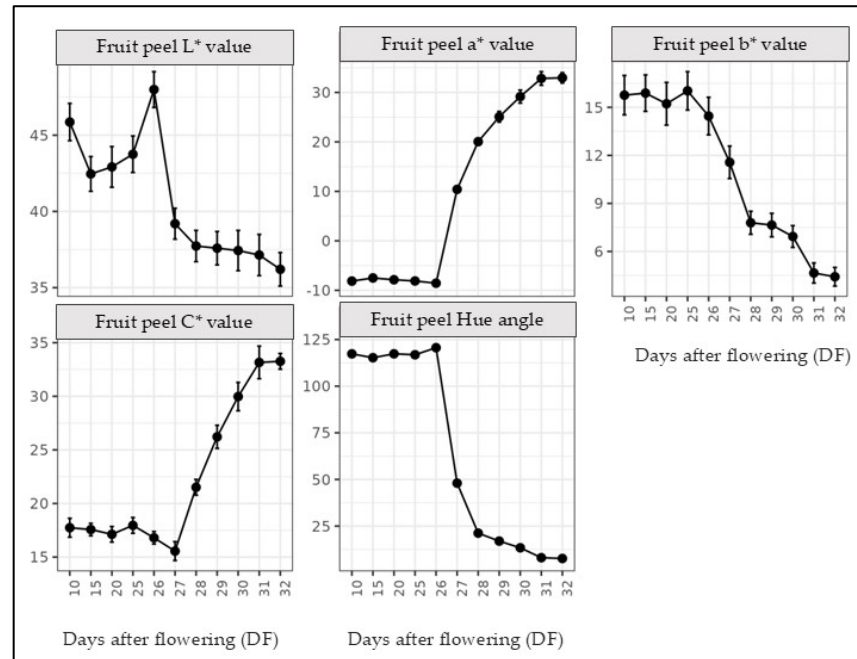 Fruit peel L* value
45
40
35
Fruit peel a* value
30
20
10
0
-10
Fruit peel b* value
15
12
9
6
10 15 20 25 26 27 28 29 30 31 32
Days after flowering (DF)
Fruit peel C* value
35
30
25
20
15
10 15 20 25 26 27 28 29 30 31 32
Days after flowering (DF)
Fruit peel Hue angle
125
100
75
50
25
10 15 20 25 26 27 28 29 30 31 32
Days after flowering (DF)